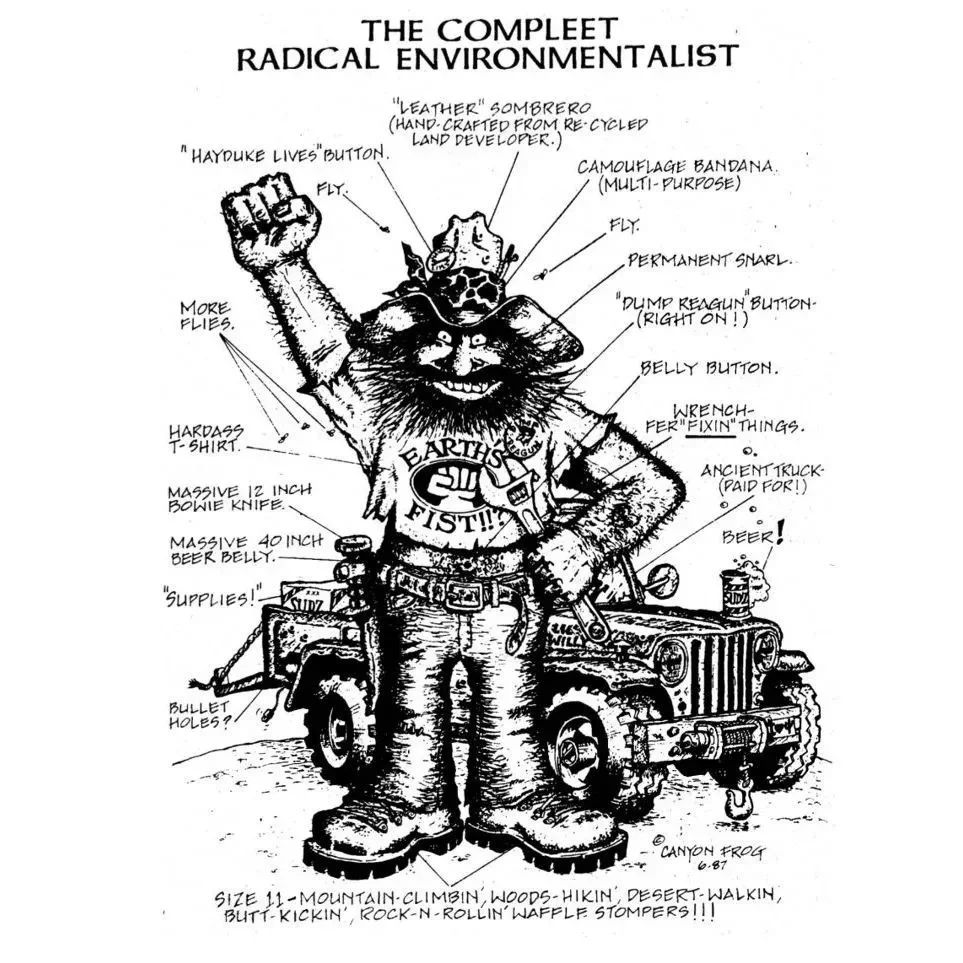 THE COMPLEET
RADICAL ENVIRONMENTALIST
"LEATHER" SOMBRERO
(HAND-CRAFTED FROM RE-CYCLED
LAND DEVELOPER.)
"HAYDUKE LIVES" BUTTON.
CAMOUFLAGE BANDANA.
(MULTI-PURPOSE)
FLY.
FLY.
PERMANENT SNARL.
MORE
FLIES.
"DUMP REAGUN" BUTTON-
(RIGHT ON!)
BELLY BUTTON.
WRENCH-
FER "FIXIN" THINGS.
HARDASS
T-SHIRT.
REAGUN
EARTH'S
FIST!!?
ANCIENT TRUCK-
(PAID FOR!)
MASSIVE 12 INCH
BOWIE KNIFE.
BEER!
MASSIVE 40 INCH
BEER BELLY.
"SUPPLIES!"
XXX
SUDZ
SUDZ
WILLY
BULLET
HOLES?
© CANYON FROG
6-87
SIZE 11-MOUNTAIN-CLIMBIN', WOODS-HIKIN', DESERT-WALKIN,
BUTT-KICKIN', ROCK-N-ROLLIN' WAFFLE STOMPERS!!!